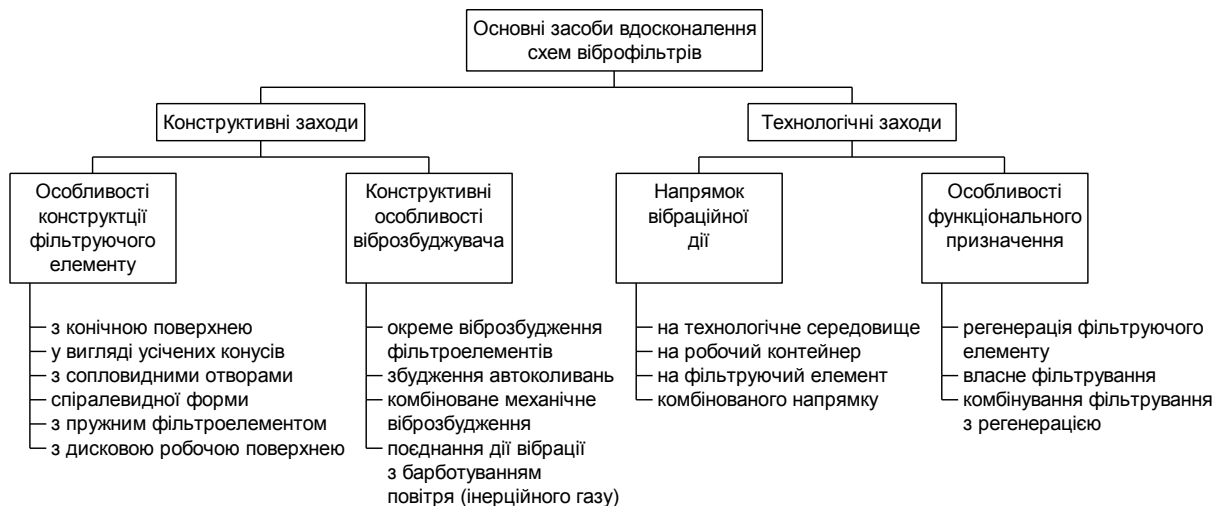 Основні засоби вдосконалення
схем віброфільтрів
Конструктивні заходи
Технологічні заходи
Особливості
конструктції
фільтруючого
елементу
Конструктивні
особливості
віброзбуджувача
Напрямок
вібраційної
дії
Особливості
функціонального
призначення
з конічною поверхнею
у вигляді усічених конусів
з сопловидними отворами
спіралевидної форми
з пружним фільтроелементом
з дисковою робочою поверхнею
окреме віброзбудження
фільтроелементів
збудження автоколивань
комбіноване механічне
віброзбудження
поєднання дії вібрації
з барботуванням
повітря (інерційного газу)
на технологічне середовище
на робочий контейнер
на фільтруючий елемент
комбінованого напрямку
регенерація фільтруючого
елементу
власне фільтрування
комбінування фільтрування
з регенерацією